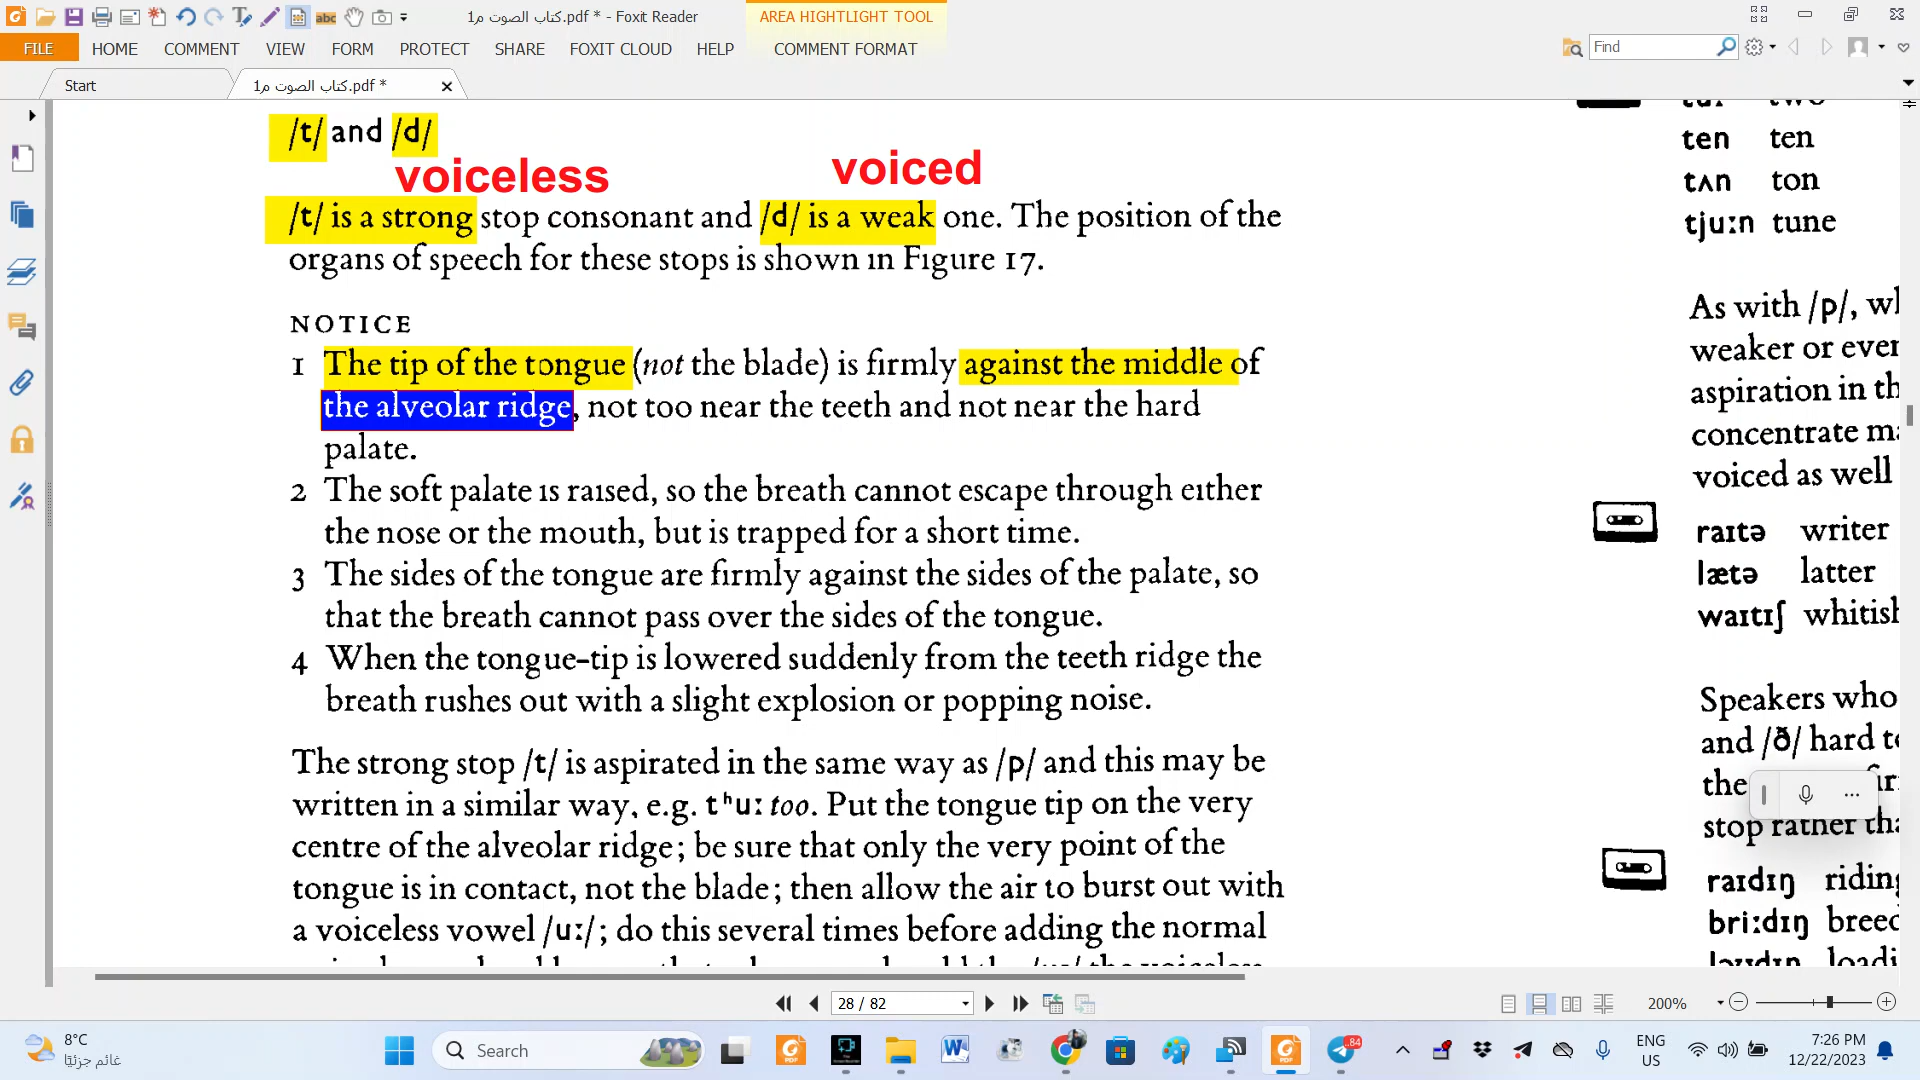 كتاب الصوت م1.pdf * - Foxit Reader
AREA HIGHTLIGHT TOOL
FILE HOME COMMENT VIEW FORM PROTECT SHARE FOXIT CLOUD HELP COMMENT FORMAT
Find
Start
كتاب الصوت م1.pdf *
/t/ and /d/
voiceless voiced
/t/ is a strong stop consonant and /d/ is a weak one. The position of the
organs of speech for these stops is shown in Figure 17.
NOTICE
1 The tip of the tongue (not the blade) is firmly against the middle of
the alveolar ridge, not too near the teeth and not near the hard
palate.
2 The soft palate is raised, so the breath cannot escape through either
the nose or the mouth, but is trapped for a short time.
3 The sides of the tongue are firmly against the sides of the palate, so
that the breath cannot pass over the sides of the tongue.
4 When the tongue-tip is lowered suddenly from the teeth ridge the
breath rushes out with a slight explosion or popping noise.
The strong stop /t/ is aspirated in the same way as /p/ and this may be
written in a similar way, e.g. tʰuː too. Put the tongue tip on the very
centre of the alveolar ridge; be sure that only the very point of the
tongue is in contact, not the blade; then allow the air to burst out with
a voiceless vowel /uː/; do this several times before adding the normal
ten ten
tʌn ton
tjuːn tune
As with /p/, wh
weaker or even
aspiration in th
concentrate ma
voiced as well
raɪtə writer
lætə latter
waɪtɪʃ whitish
Speakers who
and /ð/ hard to
the
stop rather tha
raɪdɪŋ riding
briːdɪŋ breed
28 / 82
200%
8°C
غائم جزئيًا
Search
abc
84
ENG
US
7:26 PM
12/22/2023